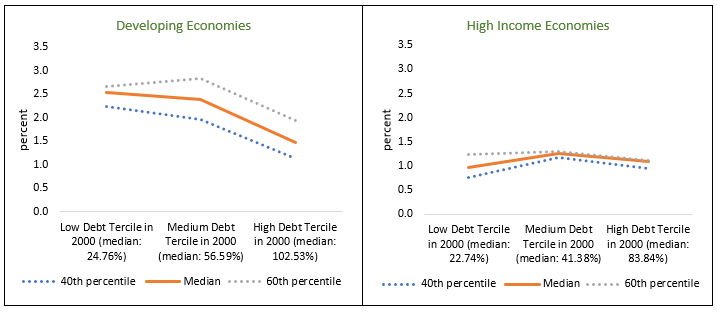 Developing Economies
3.5
3.0
2.5
2.0
1.5
1.0
0.5
0.0
percent
Low Debt Tercile in
2000 (median:
24.76%)
Medium Debt
Tercile in 2000
(median: 56.59%)
High Debt Tercile
in 2000 (median:
102.53%)
40th percentile
Median
60th percentile
High Income Economies
3.5
3.0
2.5
2.0
1.5
1.0
0.5
0.0
percent
Low Debt Tercile
in 2000 (median:
22.74%)
Medium Debt
Tercile in 2000
(median: 41.38%)
High Debt Tercile
in 2000 (median:
83.84%)
40th percentile
Median
60th percentile